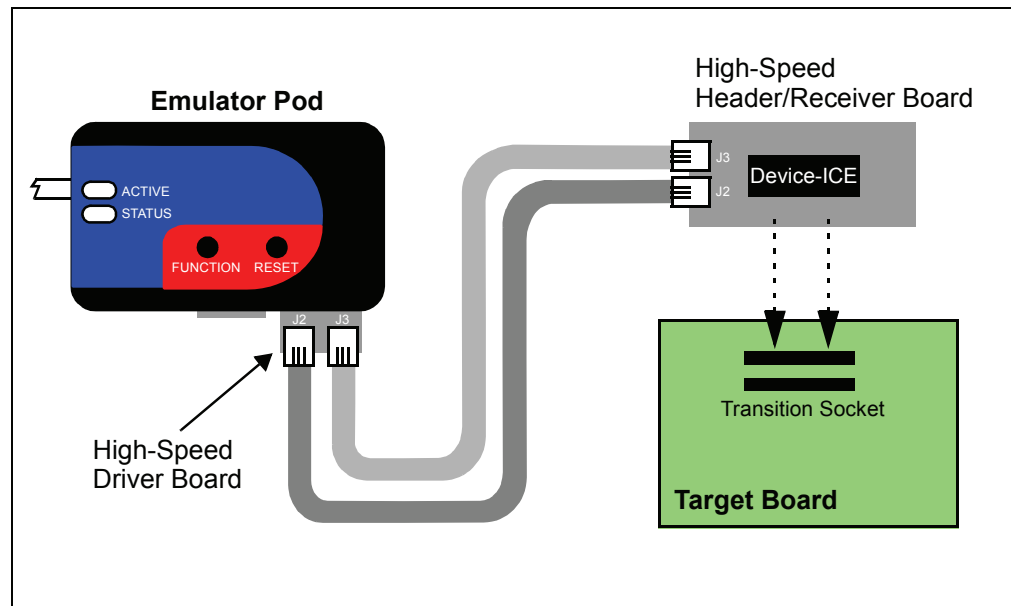 Emulator Pod
ACTIVE
STATUS
FUNCTION
RESET
J2
J3
High-Speed
Driver Board
High-Speed
Header/Receiver Board
J3
J2
Device-ICE
Transition Socket
Target Board